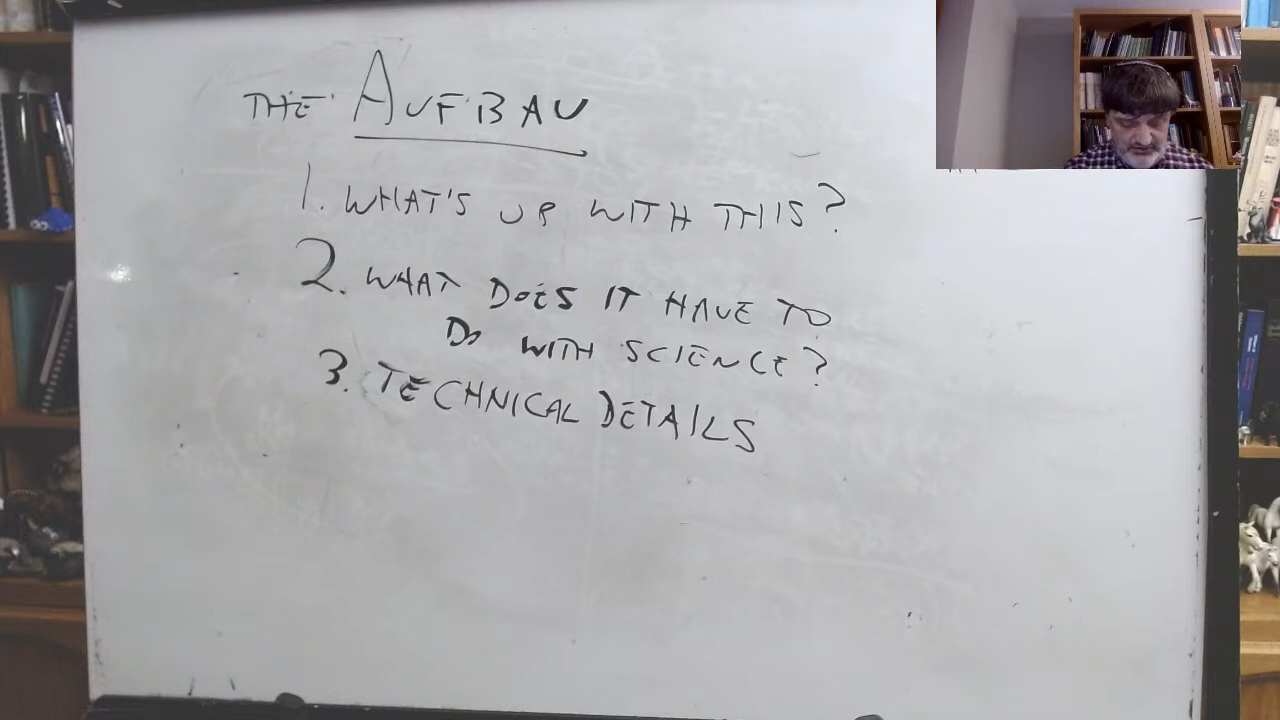 THE AUFBAU
1. WHAT'S UP WITH THIS?
2. WHAT DOES IT HAVE TO
DO WITH SCIENCE?
3. TECHNICAL DETAILS